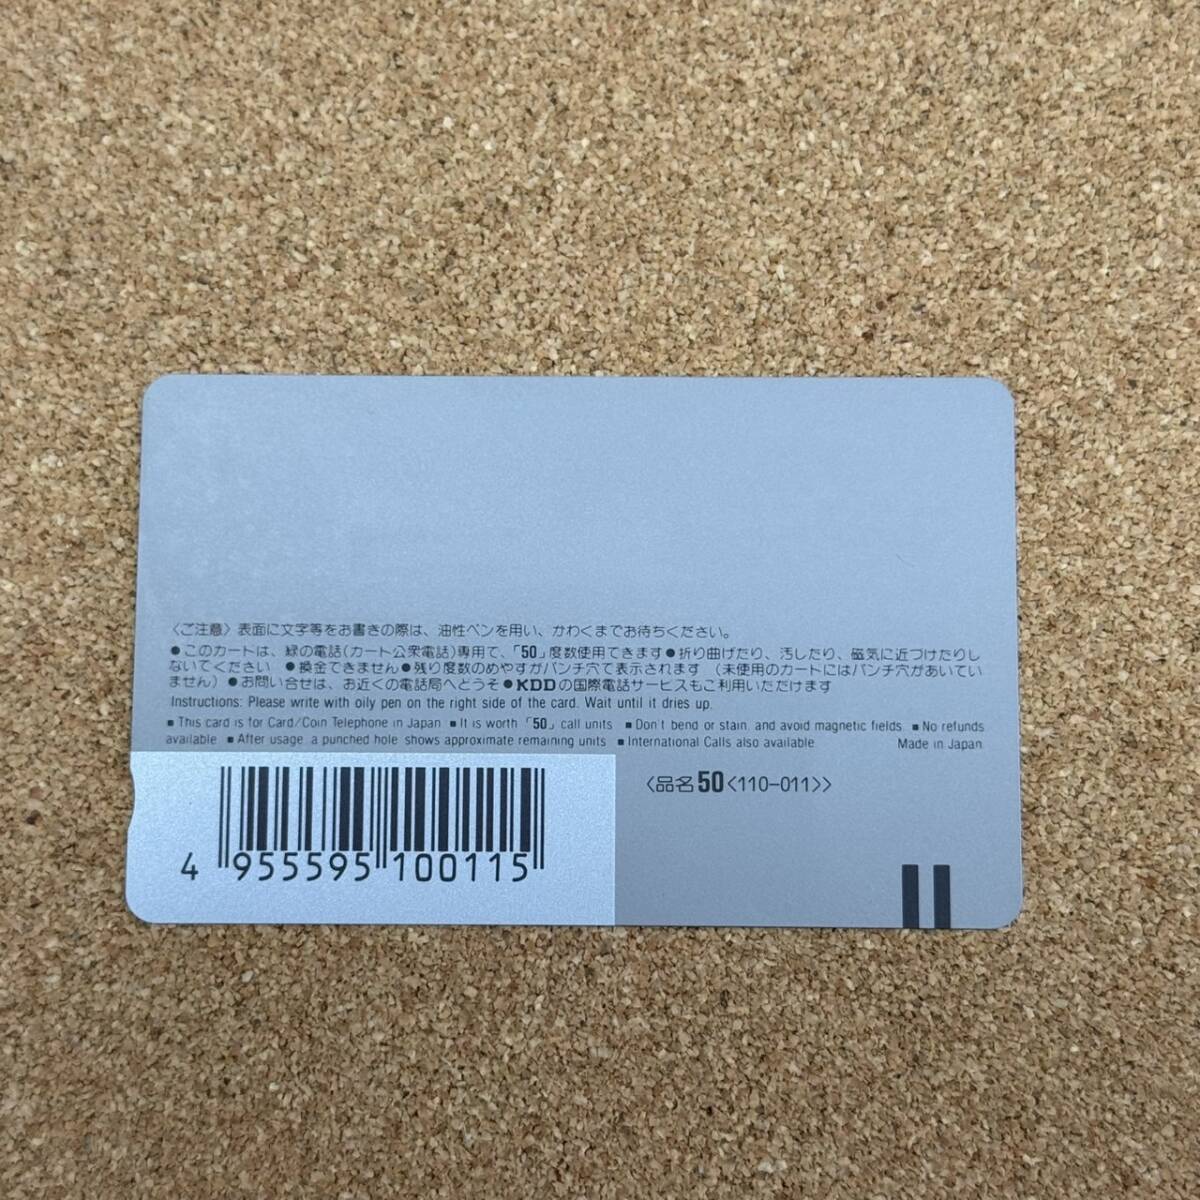 〈ご注意〉表面に文字等をお書きの際は、油性ペンを用い、かわくまでお待ちください。
●このカードは、緑の電話(カード公衆電話)専用で、「50」度数使用できます●折り曲げたり、汚したり、磁気に近づけたりし
ないでください ●換金できません●残り度数のめやすがパンチ穴で表示されます (未使用のカードにはパンチ穴があいてい
ません) ●お問い合せは、お近くの電話局へどうぞ●KDDの国際電話サービスもご利用いただけます
Instructions: Please write with oily pen on the right side of the card. Wait until it dries up.
■This card is for Card/Coin Telephone in Japan ■It is worth「50」call units ■Don't bend or stain, and avoid magnetic fields. ■No refunds
available ■After usage, a punched hole shows approximate remaining units ■International Calls also available. Made in Japan
〈品名50〈110-011〉〉
4 955595 100115